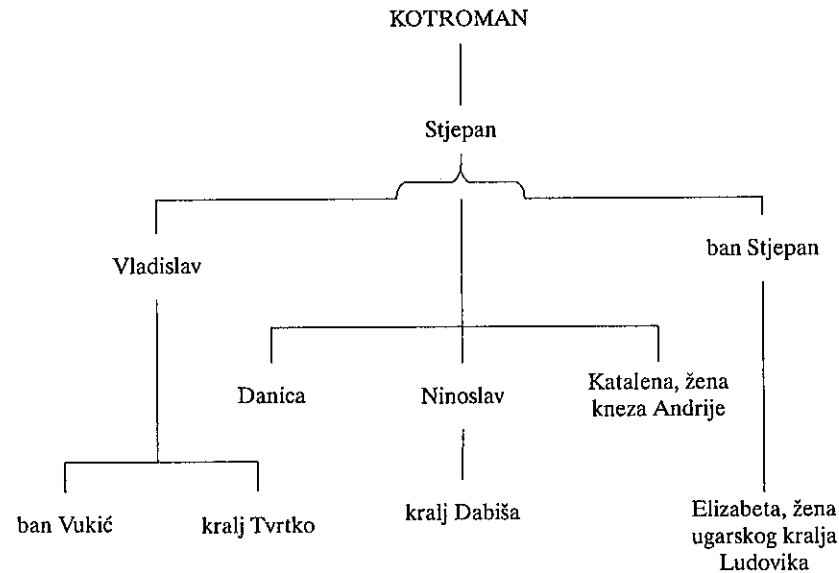 KOTROMAN
Stjepan
Vladislav
ban Stjepan
Danica
Ninoslav
Katalena, žena
kneza Andrije
ban Vukić
kralj Tvrtko
kralj Dabiša
Elizabeta, žena
ugarskog kralja
Ludovika